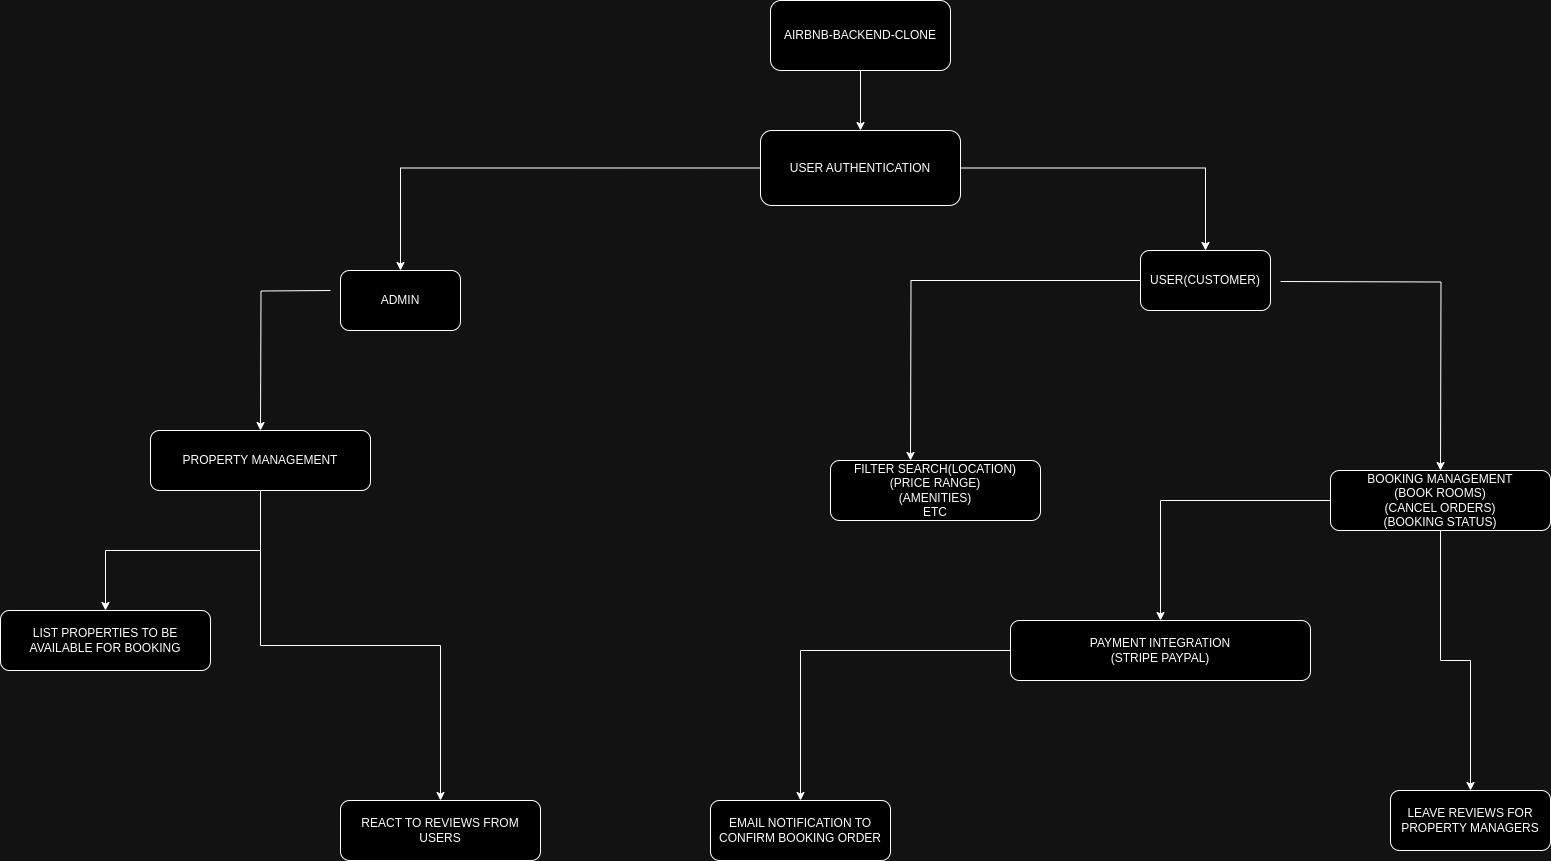 AIRBNB-BACKEND-CLONE
USER AUTHENTICATION
ADMIN
USER(CUSTOMER)
PROPERTY MANAGEMENT
FILTER SEARCH(LOCATION)
(PRICE RANGE)
(AMENITIES)
ETC
BOOKING MANAGEMENT
(BOOK ROOMS)
(CANCEL ORDERS)
(BOOKING STATUS)
LIST PROPERTIES TO BE
AVAILABLE FOR BOOKING
PAYMENT INTEGRATION
(STRIPE PAYPAL)
REACT TO REVIEWS FROM
USERS
EMAIL NOTIFICATION TO
CONFIRM BOOKING ORDER
LEAVE REVIEWS FOR
PROPERTY MANAGERS